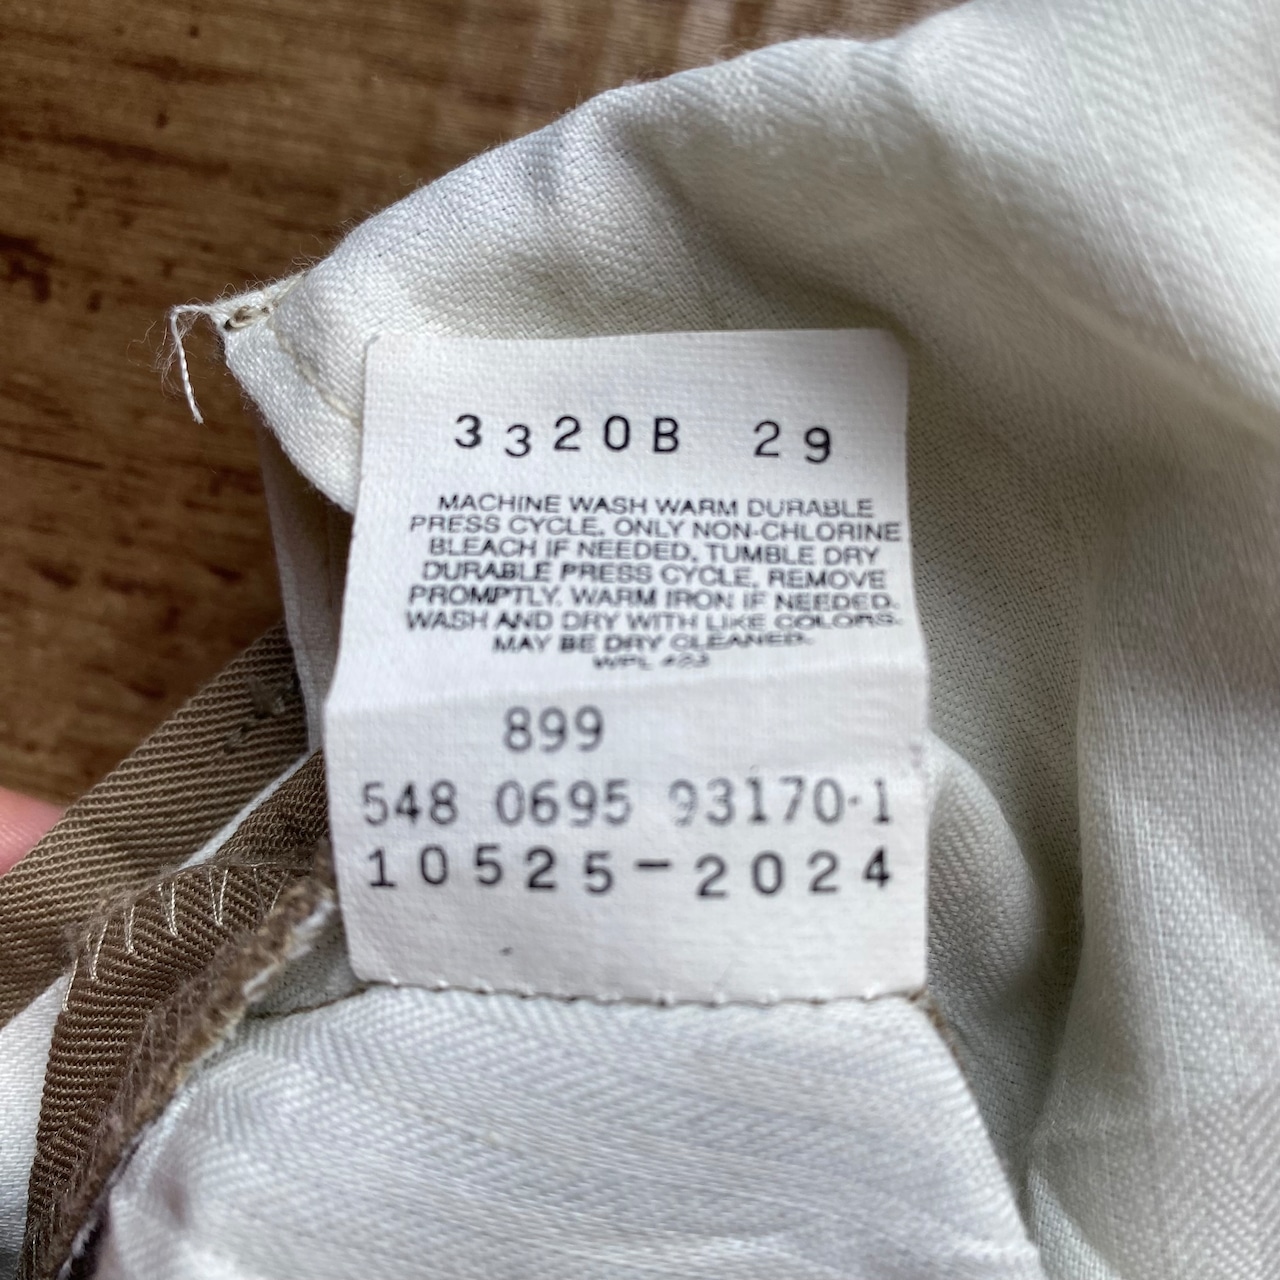 3320B 29
MACHINE WASH WARM DURABLE
PRESS CYCLE, ONLY NON-CHLORINE
BLEACH IF NEEDED, TUMBLE DRY
DURABLE PRESS CYCLE, REMOVE
PROMPTLY. WARM IRON IF NEEDED.
WASH AND DRY WITH LIKE COLORS.
MAY BE DRY CLEANED.
WPL 423
899
548 0695 93170-1
10525-2024